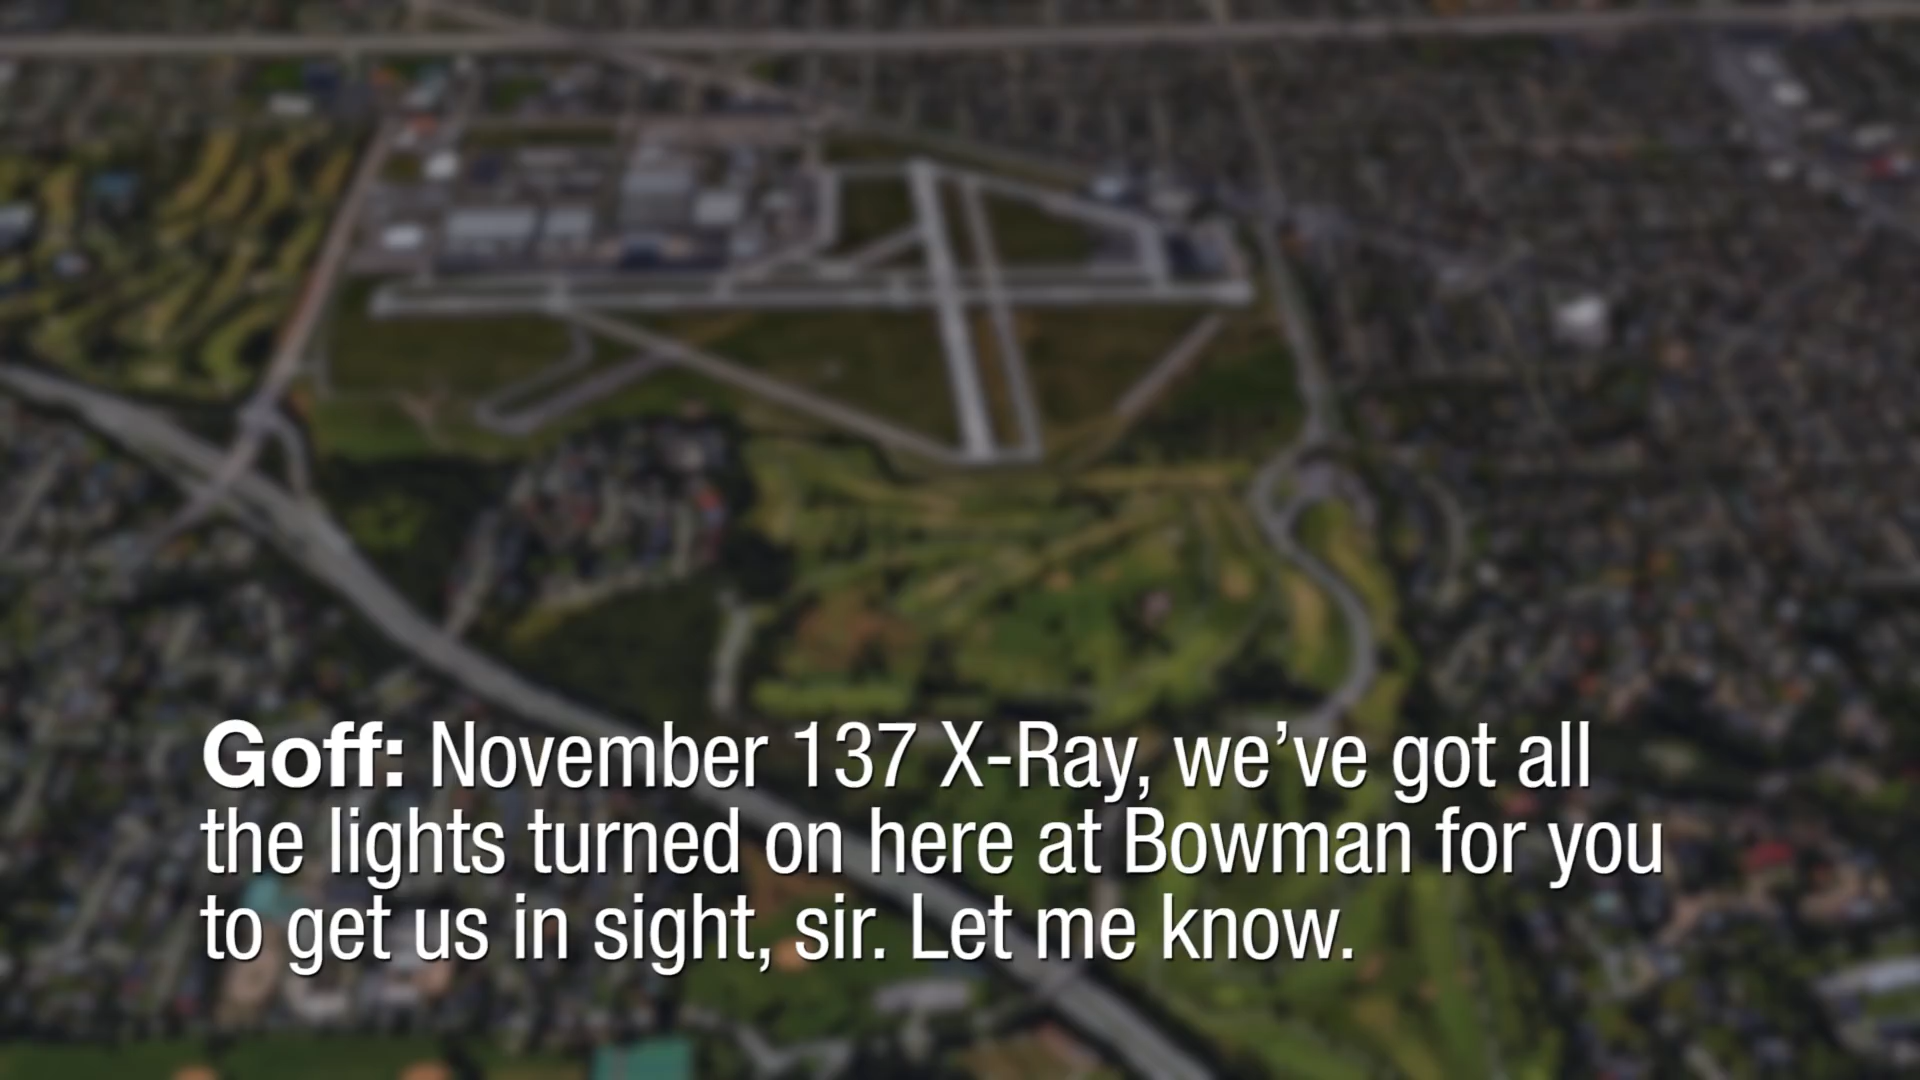 Goff: November 137 X-Ray, we’ve got all
the lights turned on here at Bowman for you
to get us in sight, sir. Let me know.